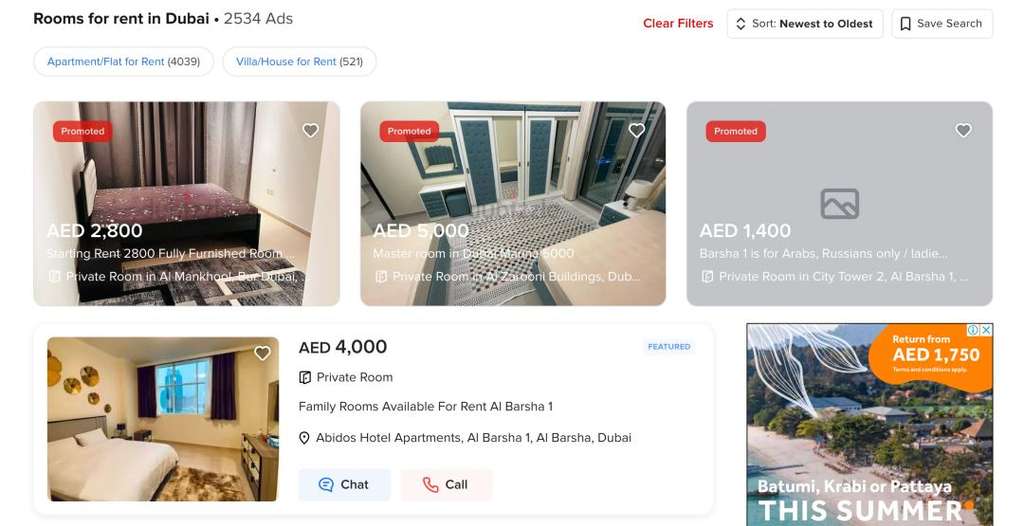 Rooms for rent in Dubai • 2534 Ads
Clear Filters
Sort: Newest to Oldest
Save Search
Apartment/Flat for Rent (4039)
Villa/House for Rent (521)
Promoted
AED 2,800
Starting Rent 2800 Fully Furnished Room ...
Private Room in Al Mankhool, Bur Dubai, ...
Promoted
AED 5,000
Master room in Dubai Marina 5000
Private Room in Al Zarooni Buildings, Dub...
Promoted
AED 1,400
Barsha 1 is for Arabs, Russians only / ladie...
Private Room in City Tower 2, Al Barsha 1, ...
AED 4,000
FEATURED
Private Room
Family Rooms Available For Rent Al Barsha 1
Abidos Hotel Apartments, Al Barsha 1, Al Barsha, Dubai
Chat
Call
Return from
AED 1,750
Terms and conditions apply.
Batumi, Krabi or Pattaya
THIS SUMMER